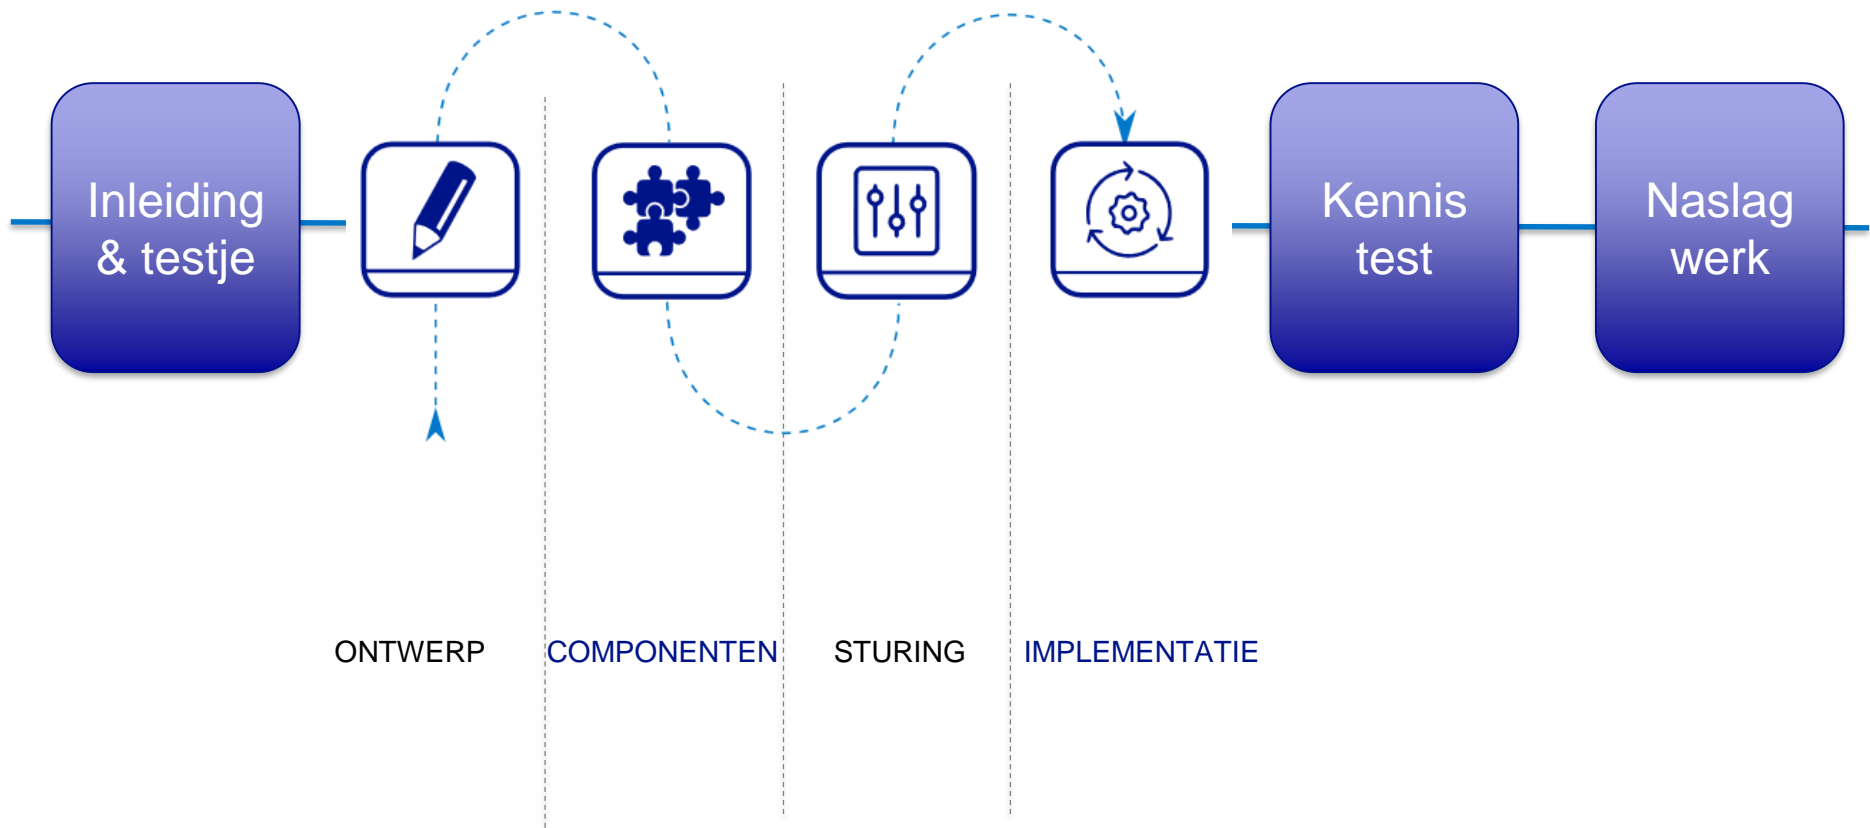 Inleiding
& testje
Kennis
test
Naslag
werk
ONTWERP
COMPONENTEN
STURING
IMPLEMENTATIE